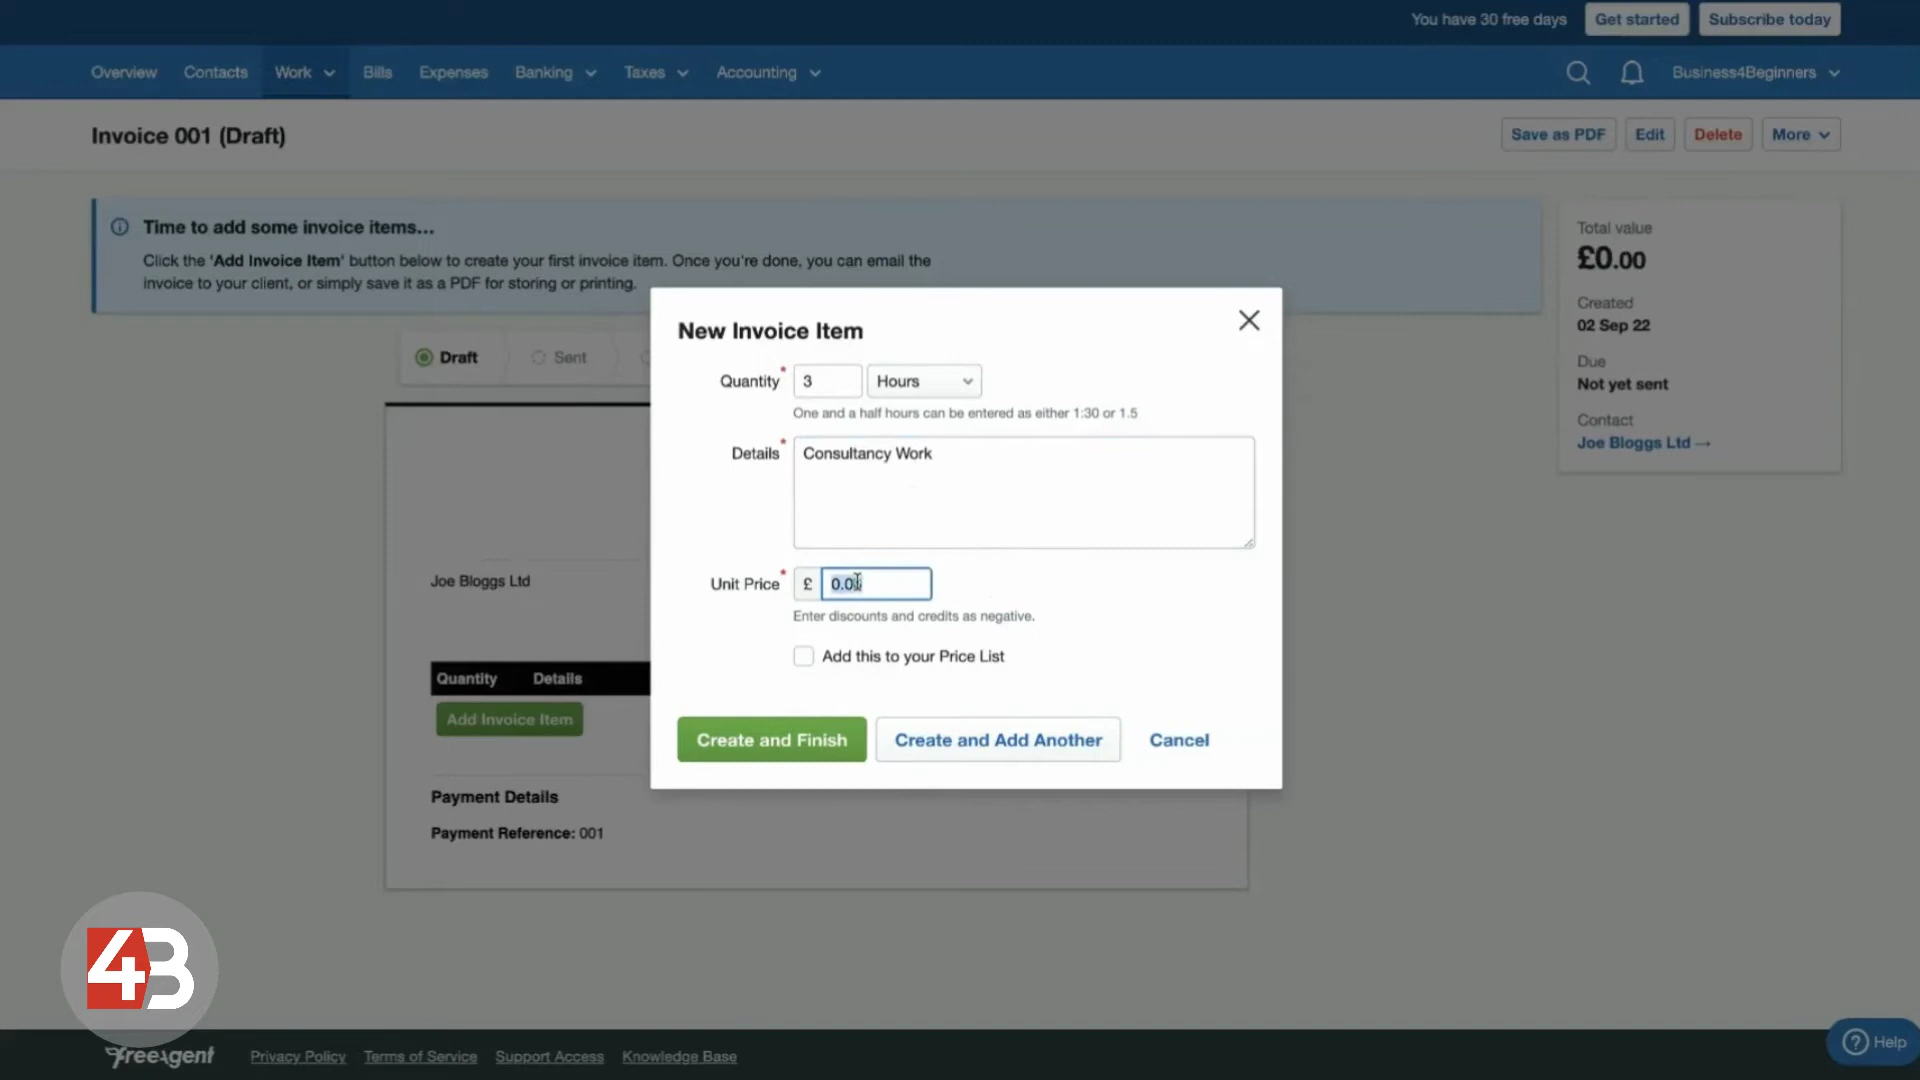 You have 30 free days Get started Subscribe today
Overview Contacts Work Bills Expenses Banking Taxes Accounting Business4Beginners
Invoice 001 (Draft) Save as PDF Edit Delete More
Time to add some invoice items...
Click the 'Add Invoice Item' button below to create your first invoice item. Once you're done, you can email the
invoice to your client, or simply save it as a PDF for storing or printing.
Total value
£0.00
Created
02 Sep 22
Due
Not yet sent
Contact
Joe Bloggs Ltd →
Draft Sent
New Invoice Item
Quantity * 3 Hours
One and a half hours can be entered as either 1:30 or 1.5
Details * Consultancy Work
Unit Price * £ 0.0
Enter discounts and credits as negative.
Add this to your Price List
Create and Finish Create and Add Another Cancel
Joe Bloggs Ltd
Quantity Details
Add Invoice Item
Payment Details
Payment Reference: 001
4B
freeagent Privacy Policy Terms of Service Support Access Knowledge Base
? Help